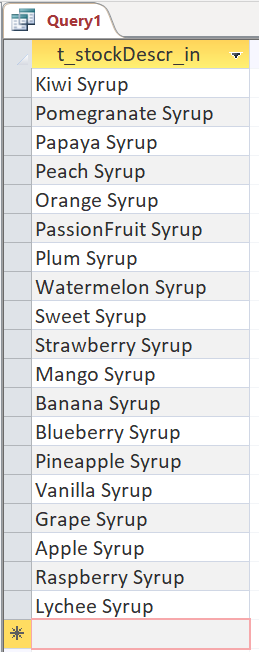 Query1
t_stockDescr_in
Kiwi Syrup
Pomegranate Syrup
Papaya Syrup
Peach Syrup
Orange Syrup
PassionFruit Syrup
Plum Syrup
Watermelon Syrup
Sweet Syrup
Strawberry Syrup
Mango Syrup
Banana Syrup
Blueberry Syrup
Pineapple Syrup
Vanilla Syrup
Grape Syrup
Apple Syrup
Raspberry Syrup
Lychee Syrup